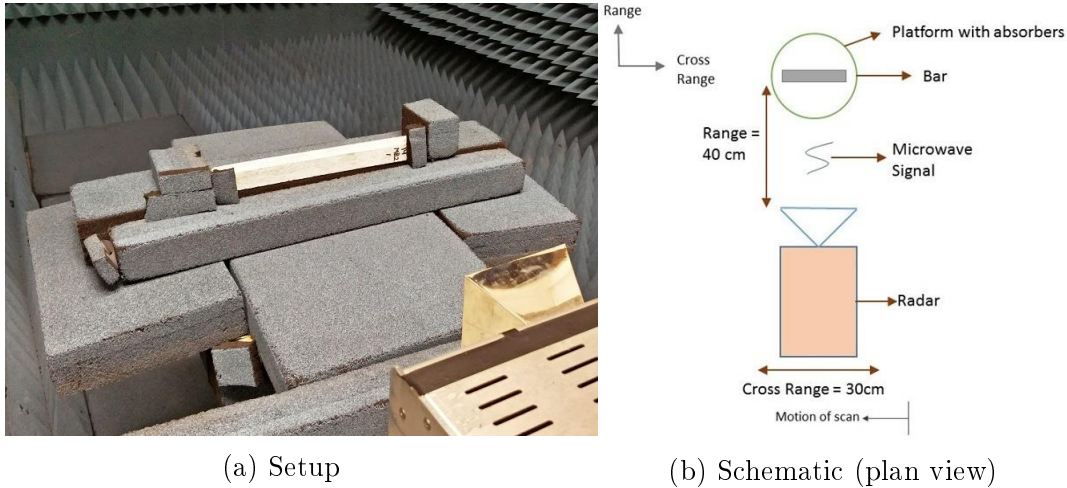 Range
Cross
Range
Platform with absorbers
Bar
Range =
40 cm
Microwave
Signal
Radar
Cross Range = 30cm
Motion of scan
(a) Setup
(b) Schematic (plan view)